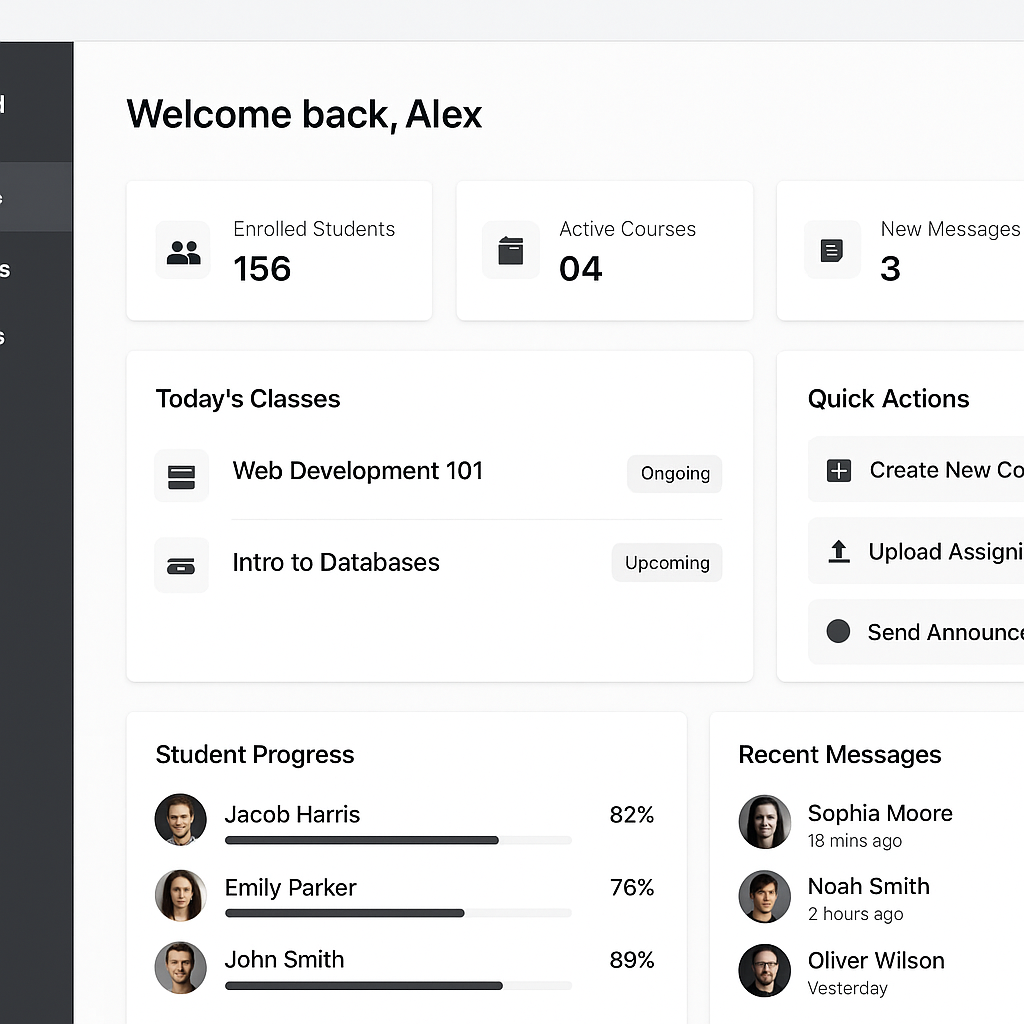 Welcome back, Alex
Enrolled Students
156
Active Courses
04
New Messages
3
Today's Classes
Web Development 101
Ongoing
Intro to Databases
Upcoming
Quick Actions
Create New Co
Upload Assigni
Send Announce
Student Progress
Jacob Harris
82%
Emily Parker
76%
John Smith
89%
Recent Messages
Sophia Moore
18 mins ago
Noah Smith
2 hours ago
Oliver Wilson
Vesterday